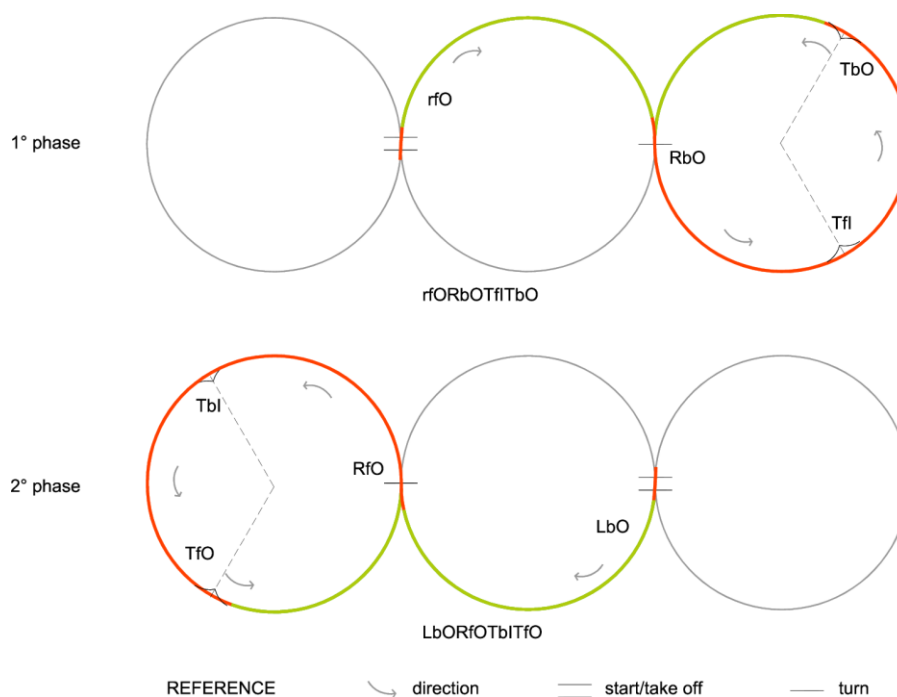 1° phase
rfO
TbO
RbO
TfI
rfORbOTfITbO
2° phase
TbI
RfO
LbO
TfO
LbORfOTbITfO
REFERENCE direction start/take off turn